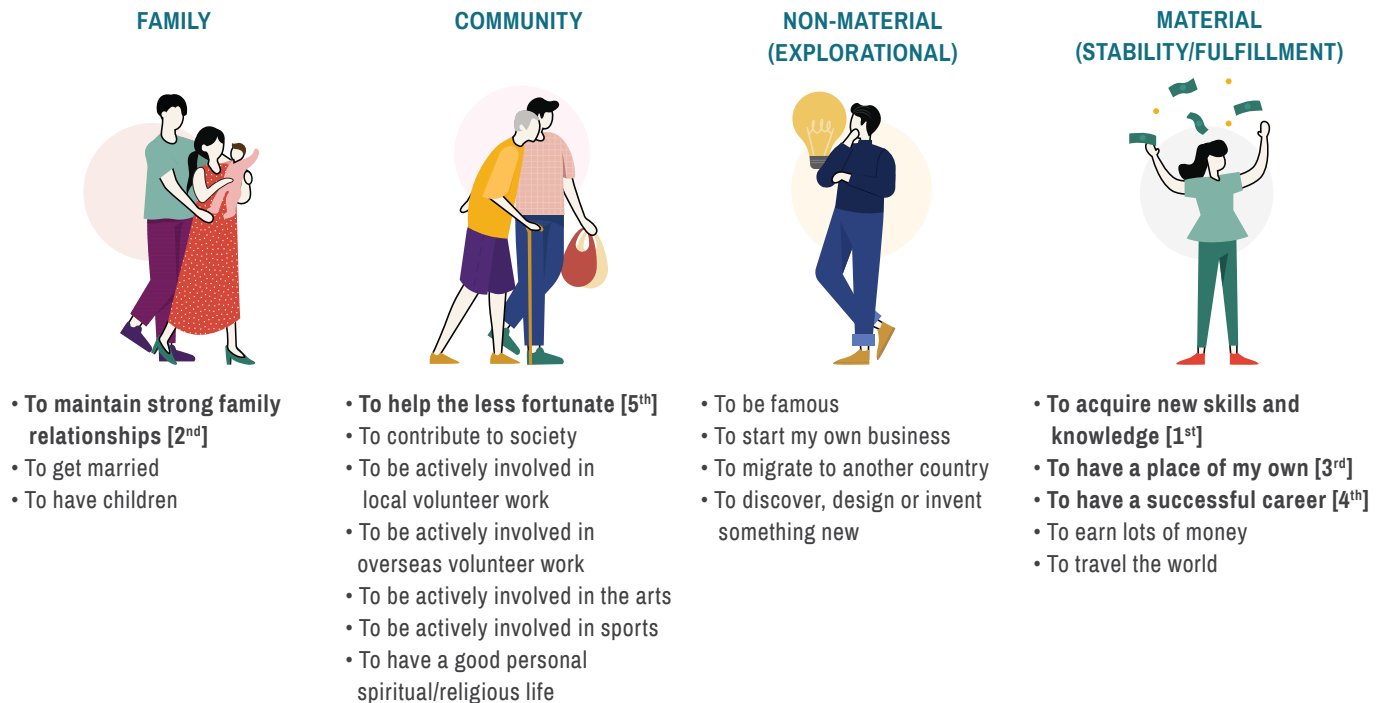 FAMILY
• To maintain strong family
relationships [2nd]
• To get married
• To have children
COMMUNITY
• To help the less fortunate [5th]
• To contribute to society
• To be actively involved in
local volunteer work
• To be actively involved in
overseas volunteer work
• To be actively involved in the arts
• To be actively involved in sports
• To have a good personal
spiritual/religious life
NON-MATERIAL
(EXPLORATIONAL)
• To be famous
• To start my own business
• To migrate to another country
• To discover, design or invent
something new
MATERIAL
(STABILITY/FULFILLMENT)
• To acquire new skills and
knowledge [1st]
• To have a place of my own [3rd]
• To have a successful career [4th]
• To earn lots of money
• To travel the world